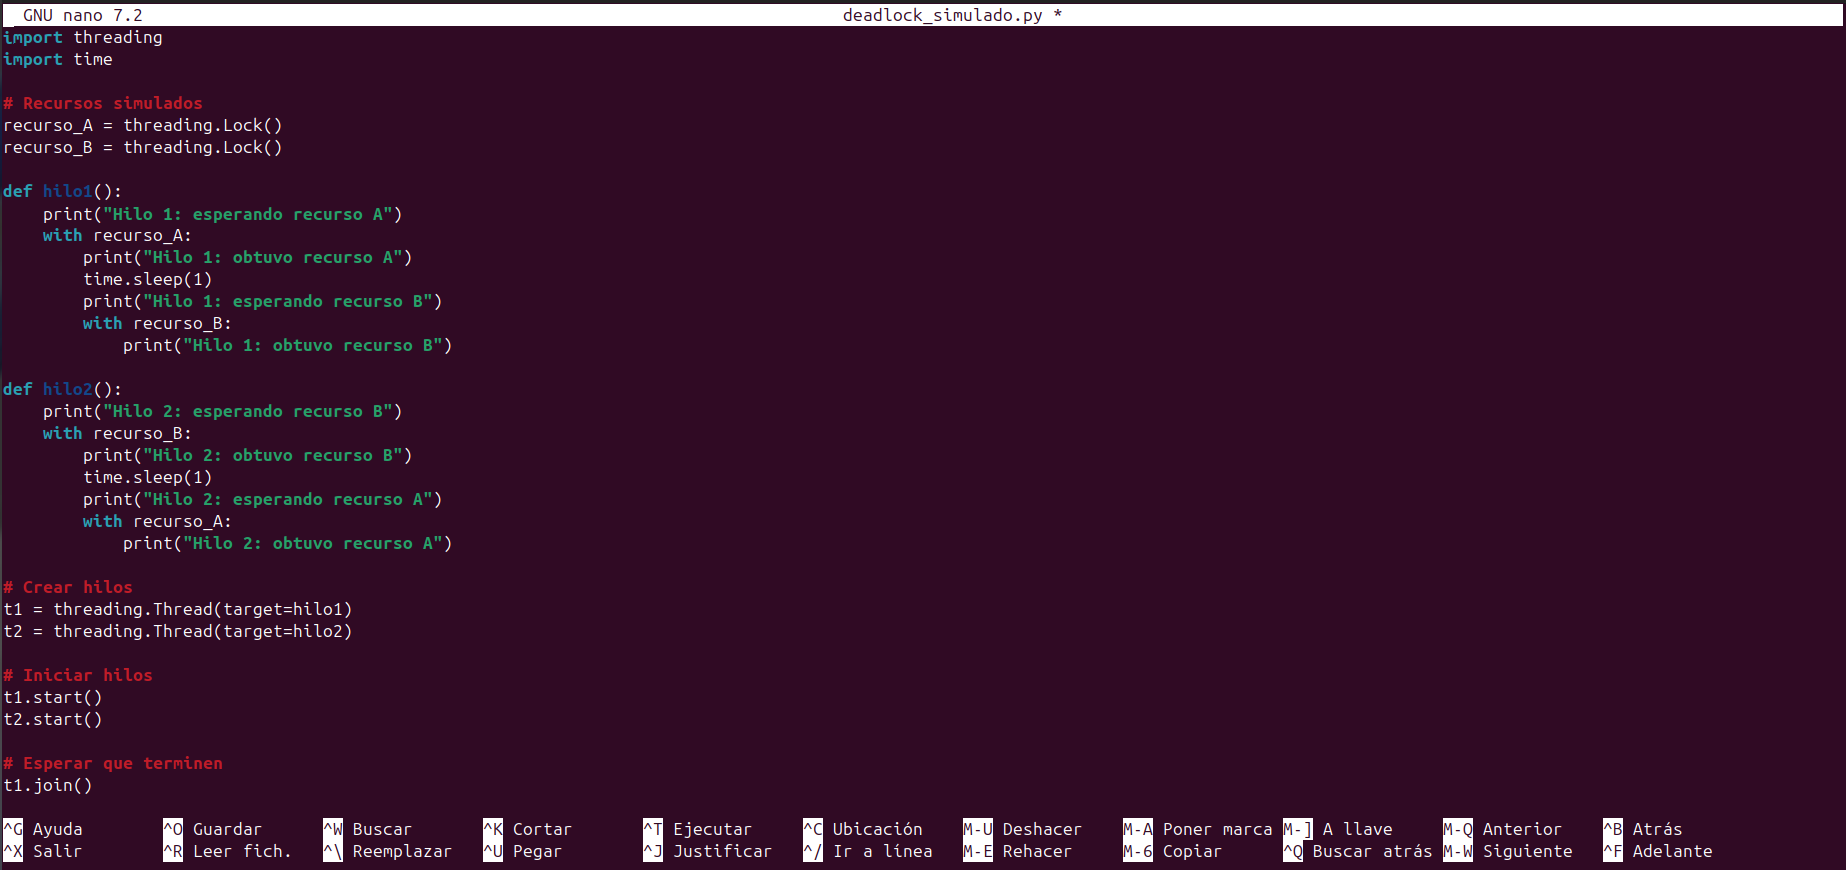 GNU nano 7.2 deadlock_simulado.py *
import threading
import time

# Recursos simulados
recurso_A = threading.Lock()
recurso_B = threading.Lock()

def hilo1():
    print("Hilo 1: esperando recurso A")
    with recurso_A:
        print("Hilo 1: obtuvo recurso A")
        time.sleep(1)
        print("Hilo 1: esperando recurso B")
        with recurso_B:
            print("Hilo 1: obtuvo recurso B")

def hilo2():
    print("Hilo 2: esperando recurso B")
    with recurso_B:
        print("Hilo 2: obtuvo recurso B")
        time.sleep(1)
        print("Hilo 2: esperando recurso A")
        with recurso_A:
            print("Hilo 2: obtuvo recurso A")

# Crear hilos
t1 = threading.Thread(target=hilo1)
t2 = threading.Thread(target=hilo2)

# Iniciar hilos
t1.start()
t2.start()

# Esperar que terminen
t1.join()

^G Ayuda ^O Guardar ^W Buscar ^K Cortar ^T Ejecutar ^C Ubicación M-U Deshacer M-A Poner marca M-] A llave M-Q Anterior ^B Atrás
^X Salir ^R Leer fich. ^\ Reemplazar ^U Pegar ^J Justificar ^/ Ir a línea M-E Rehacer M-6 Copiar ^Q Buscar atrás M-W Siguiente ^F Adelante